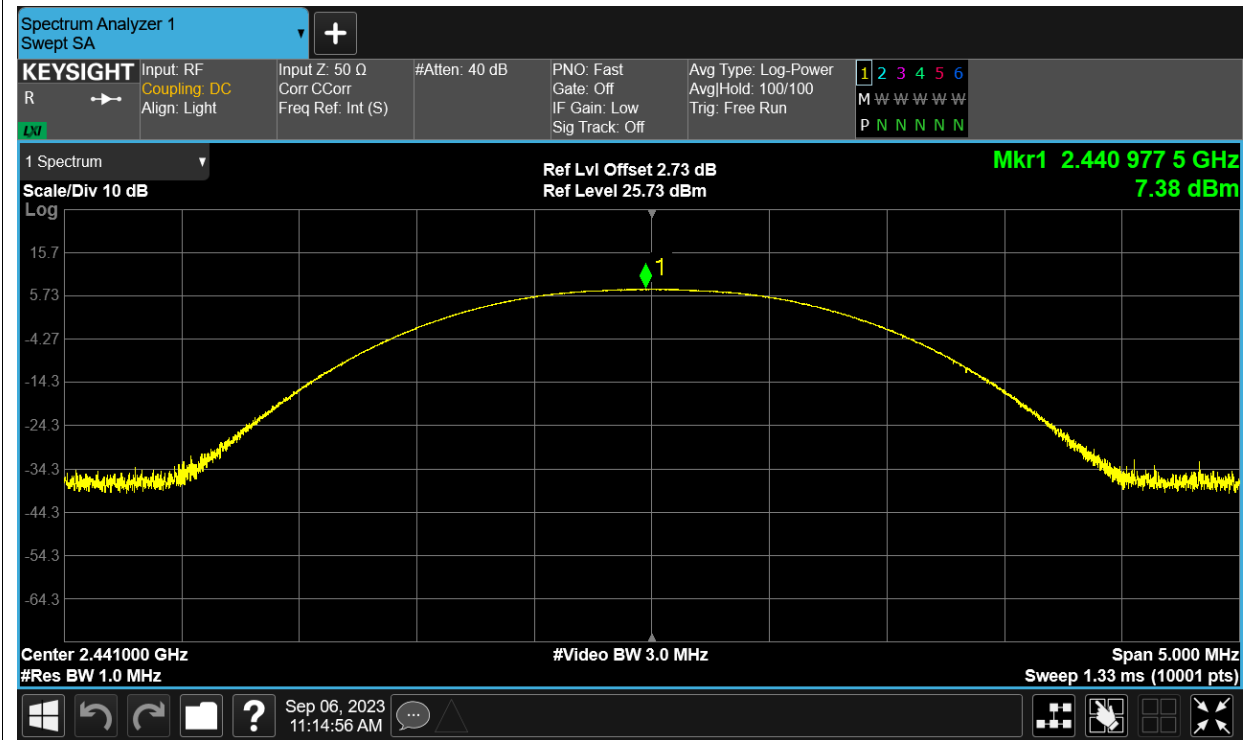 Spectrum Analyzer 1
Swept SA
KEYSIGHT
R
LXI
Input: RF
Coupling: DC
Align: Light
Input Z: 50 Ω
Corr CCorr
Freq Ref: Int (S)
#Atten: 40 dB
PNO: Fast
Gate: Off
IF Gain: Low
Sig Track: Off
Avg Type: Log-Power
Avg|Hold: 100/100
Trig: Free Run
1 2 3 4 5 6
M W W W W W
P N N N N N
1 Spectrum
Scale/Div 10 dB
Log
Ref Lvl Offset 2.73 dB
Ref Level 25.73 dBm
Mkr1 2.440 977 5 GHz
7.38 dBm
15.7
1
5.73
-4.27
-14.3
-24.3
-34.3
-44.3
-54.3
-64.3
Center 2.441000 GHz
#Video BW 3.0 MHz
Span 5.000 MHz
#Res BW 1.0 MHz
Sweep 1.33 ms (10001 pts)
?
Sep 06, 2023
11:14:56 AM